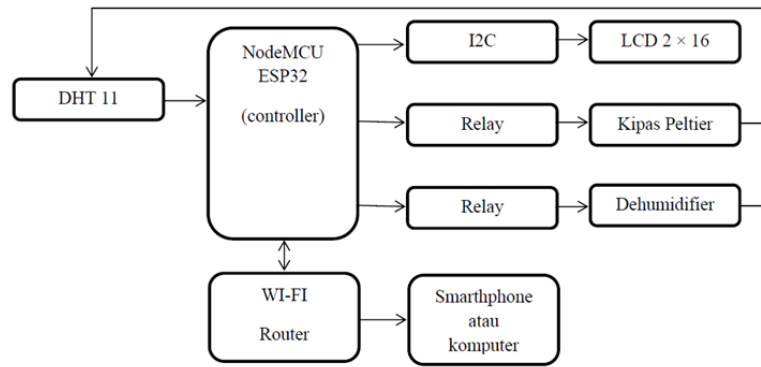 NodeMCU
ESP32
(controller)
I2C
LCD 2 × 16
DHT 11
Relay
Kipas Peltier
Relay
Dehumidifier
WI-FI
Router
Smarthphone
atau
komputer